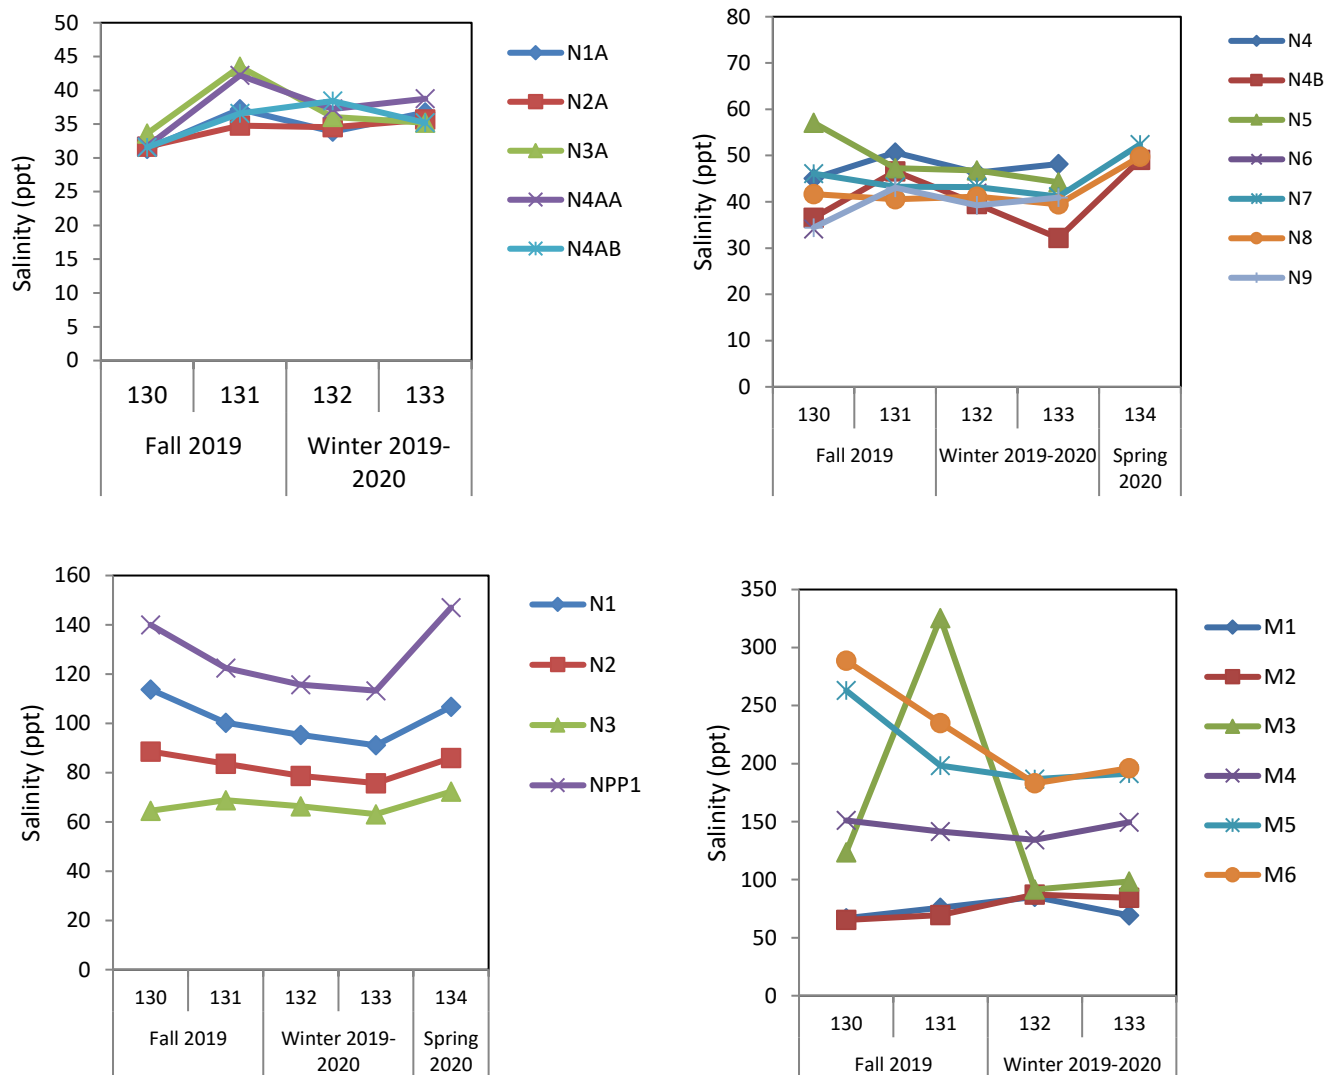 Salinity (ppt)
50
45
40
35
30
25
20
15
10
5
0
130 131 132 133
Fall 2019 Winter 2019-
2020
N1A
N2A
N3A
N4AA
N4AB
Salinity (ppt)
80
70
60
50
40
30
20
10
0
130 131 132 133 134
Fall 2019 Winter 2019-2020 Spring
2020
N4
N4B
N5
N6
N7
N8
N9
Salinity (ppt)
160
140
120
100
80
60
40
20
0
130 131 132 133 134
Fall 2019 Winter 2019- Spring
2020 2020
N1
N2
N3
NPP1
Salinity (ppt)
350
300
250
200
150
100
50
0
130 131 132 133
Fall 2019 Winter 2019-2020
M1
M2
M3
M4
M5
M6